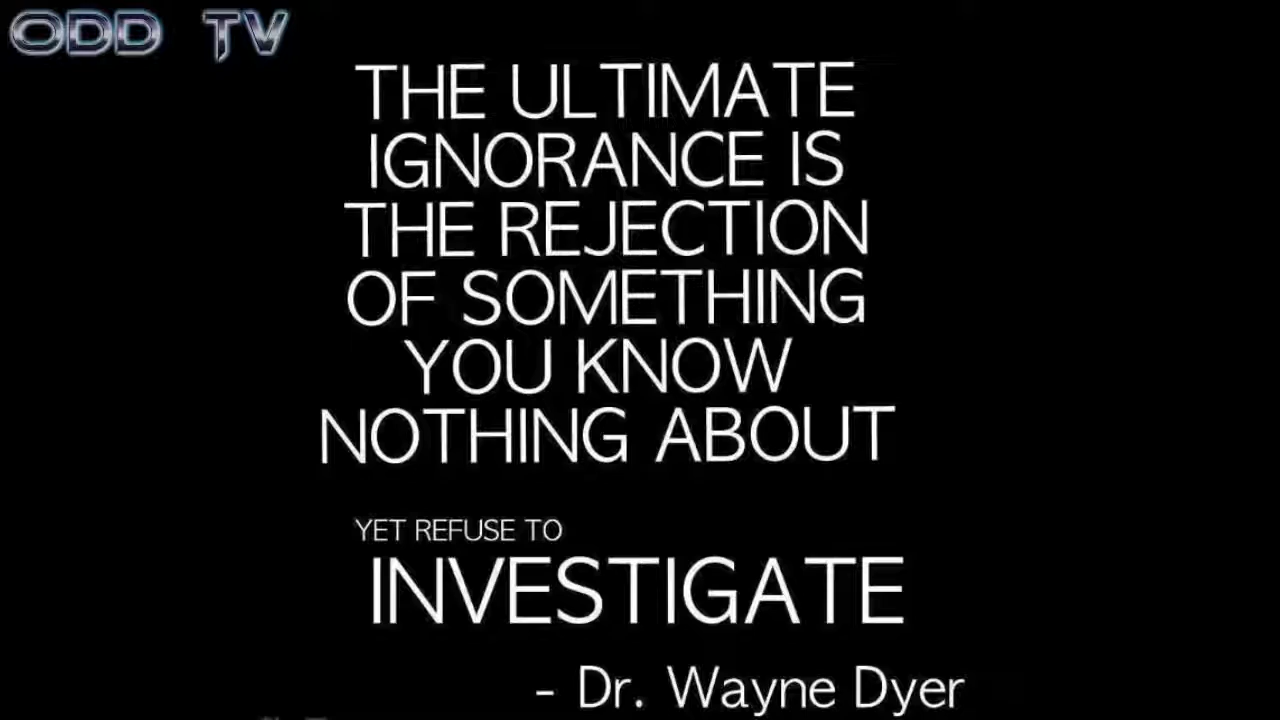 ODD TV
THE ULTIMATE
IGNORANCE IS
THE REJECTION
OF SOMETHING
YOU KNOW
NOTHING ABOUT
YET REFUSE TO
INVESTIGATE
- Dr. Wayne Dyer